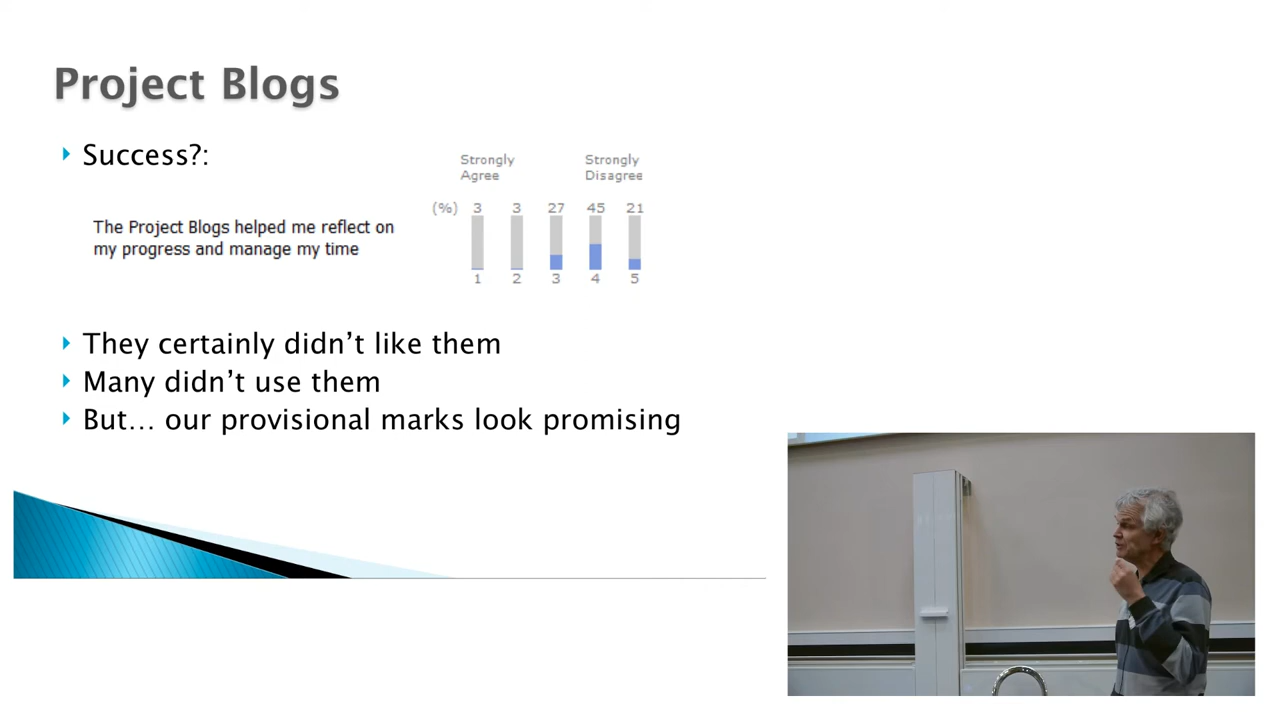 Project Blogs
Success?:
Strongly Agree
Strongly Disagree
The Project Blogs helped me reflect on
my progress and manage my time
(%) 3 3 27 45 21
1 2 3 4 5
They certainly didn't like them
Many didn't use them
But… our provisional marks look promising